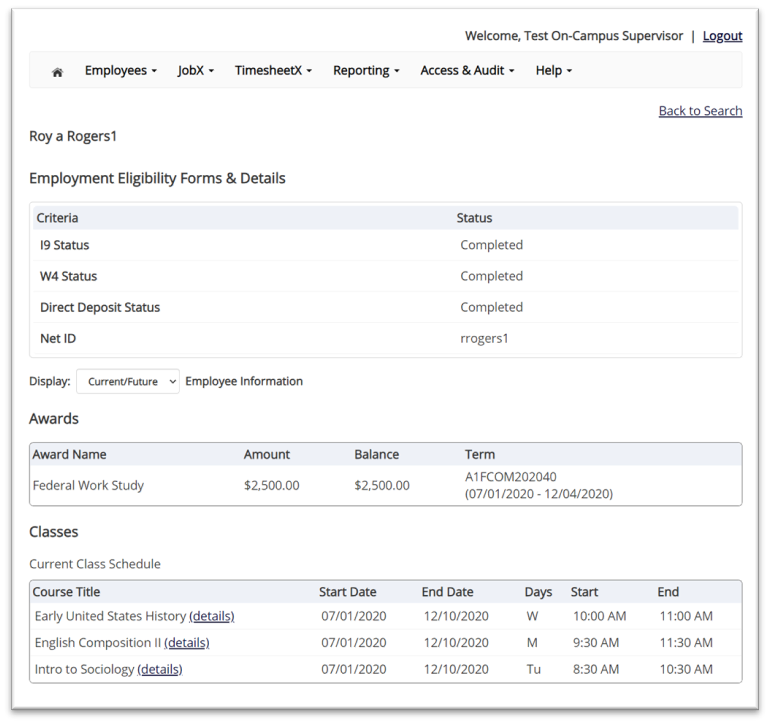 Welcome, Test On-Campus Supervisor | Logout
Employees JobX TimesheetX Reporting Access & Audit Help
Back to Search
Roy a Rogers1
Employment Eligibility Forms & Details
Criteria Status
I9 Status Completed
W4 Status Completed
Direct Deposit Status Completed
Net ID rrogers1
Display: Current/Future Employee Information
Awards
Award Name Amount Balance Term
Federal Work Study $2,500.00 $2,500.00 A1FCOM202040
(07/01/2020 - 12/04/2020)
Classes
Current Class Schedule
Course Title Start Date End Date Days Start End
Early United States History (details) 07/01/2020 12/10/2020 W 10:00 AM 11:00 AM
English Composition II (details) 07/01/2020 12/10/2020 M 9:30 AM 11:30 AM
Intro to Sociology (details) 07/01/2020 12/10/2020 Tu 8:30 AM 10:30 AM